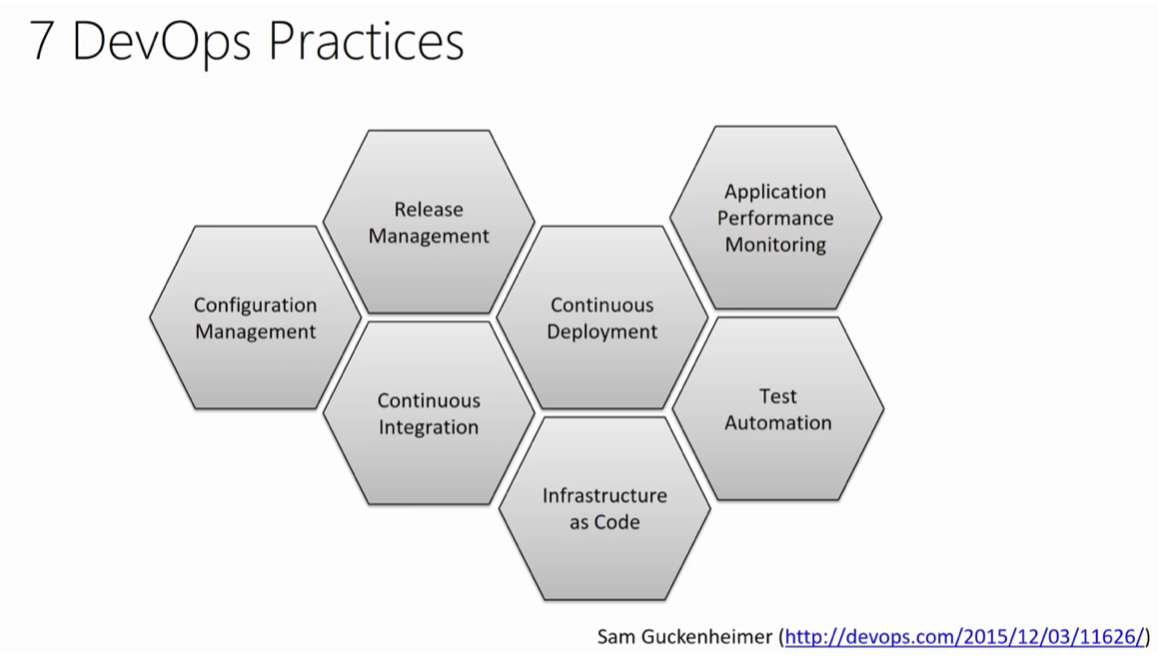 7 DevOps Practices
Release
Management
Application
Performance
Monitoring
Configuration
Management
Continuous
Deployment
Continuous
Integration
Test
Automation
Infrastructure
as Code
Sam Guckenheimer (http://devops.com/2015/12/03/11626/)